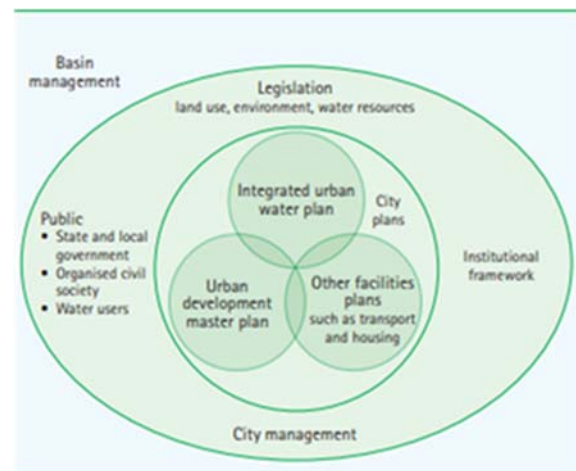 Basin
management
Legislation
land use, environment, water resources
Integrated urban
water plan
City
plans
Public
• State and local
government
• Organised civil
society
• Water users
Institutional
framework
Urban
development
master plan
Other facilities
plans
such as transport
and housing
City management